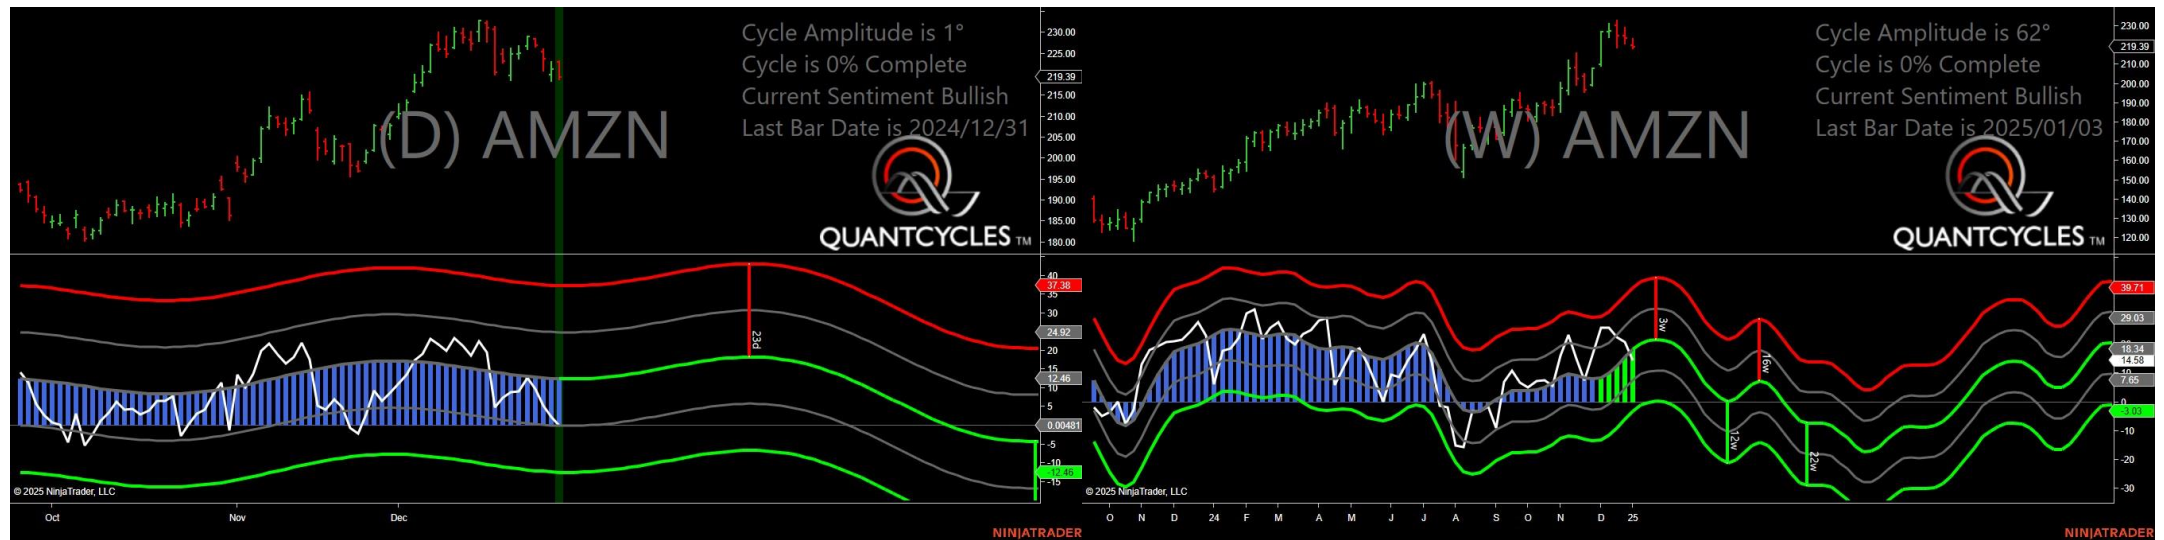 Cycle Amplitude is 1°
Cycle is 0% Complete
Current Sentiment Bullish
Last Bar Date is 2024/12/31
(D) AMZN
QUANTCYCLES TM
230.00
225.00
219.39
215.00
210.00
205.00
200.00
195.00
190.00
185.00
180.00
40
37.38
35
24.92
20
15
12.46
10
5
0.00481
-5
-10
-12.46
-15
23d
© 2025 NinjaTrader, LLC
Oct Nov Dec
NINJATRADER
Cycle Amplitude is 62°
Cycle is 0% Complete
Current Sentiment Bullish
Last Bar Date is 2025/01/03
(W) AMZN
QUANTCYCLES TM
230.00
219.39
210.00
200.00
190.00
180.00
170.00
160.00
150.00
140.00
130.00
120.00
39.71
29.03
18.34
14.58
10
7.65
0
-3.03
-10
-20
-30
3w
16w
12w
22w
© 2025 NinjaTrader, LLC
O N D 24 F M A M J J A S O N D 25
NINJATRADER